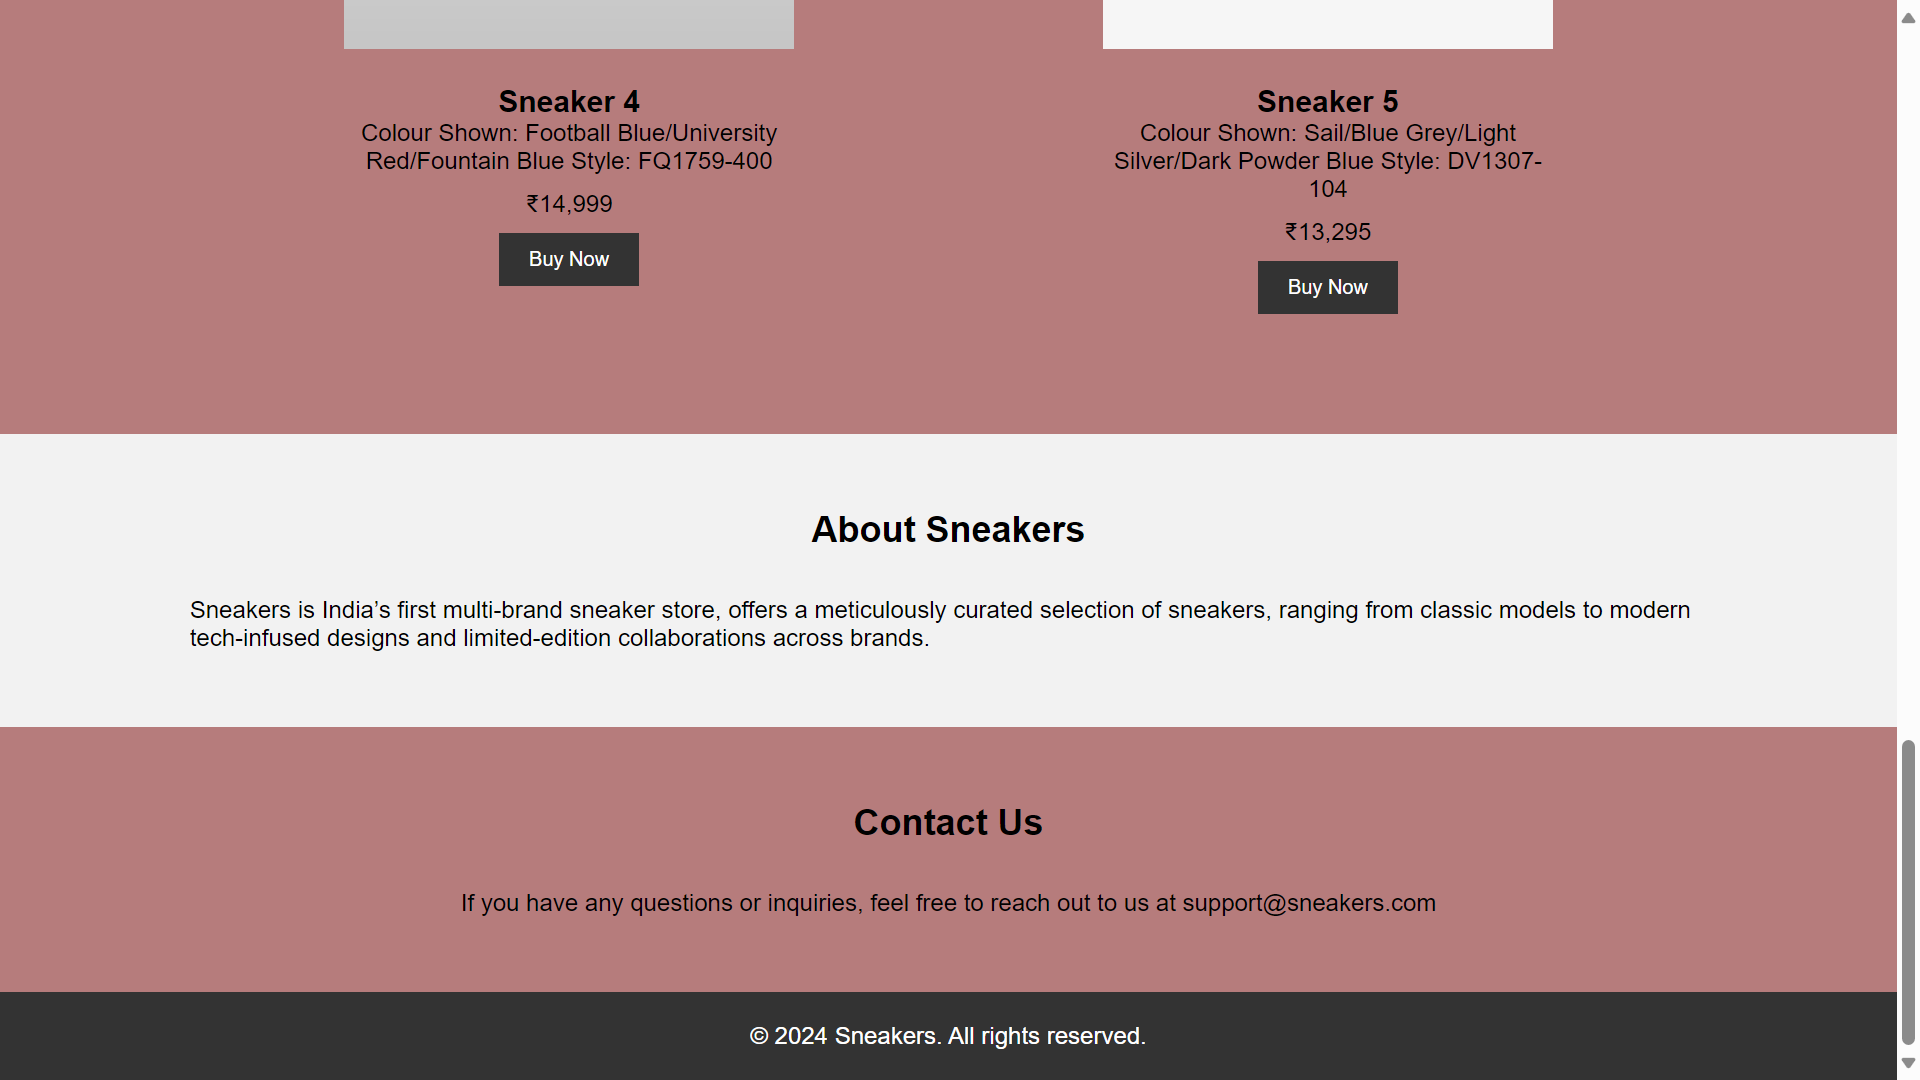 Sneaker 4
Colour Shown: Football Blue/University
Red/Fountain Blue Style: FQ1759-400
₹14,999
Buy Now
Sneaker 5
Colour Shown: Sail/Blue Grey/Light
Silver/Dark Powder Blue Style: DV1307-
104
₹13,295
Buy Now
About Sneakers
Sneakers is India’s first multi-brand sneaker store, offers a meticulously curated selection of sneakers, ranging from classic models to modern
tech-infused designs and limited-edition collaborations across brands.
Contact Us
If you have any questions or inquiries, feel free to reach out to us at support@sneakers.com
© 2024 Sneakers. All rights reserved.